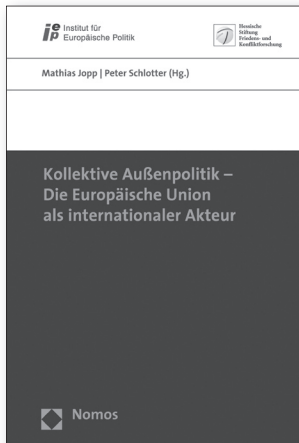 iep Institut für
Europäische Politik
Hessische
Stiftung
Friedens- und
Konfliktforschung
Mathias Jopp | Peter Schlotter (Hg.)
Kollektive Außenpolitik –
Die Europäische Union
als internationaler Akteur
Nomos